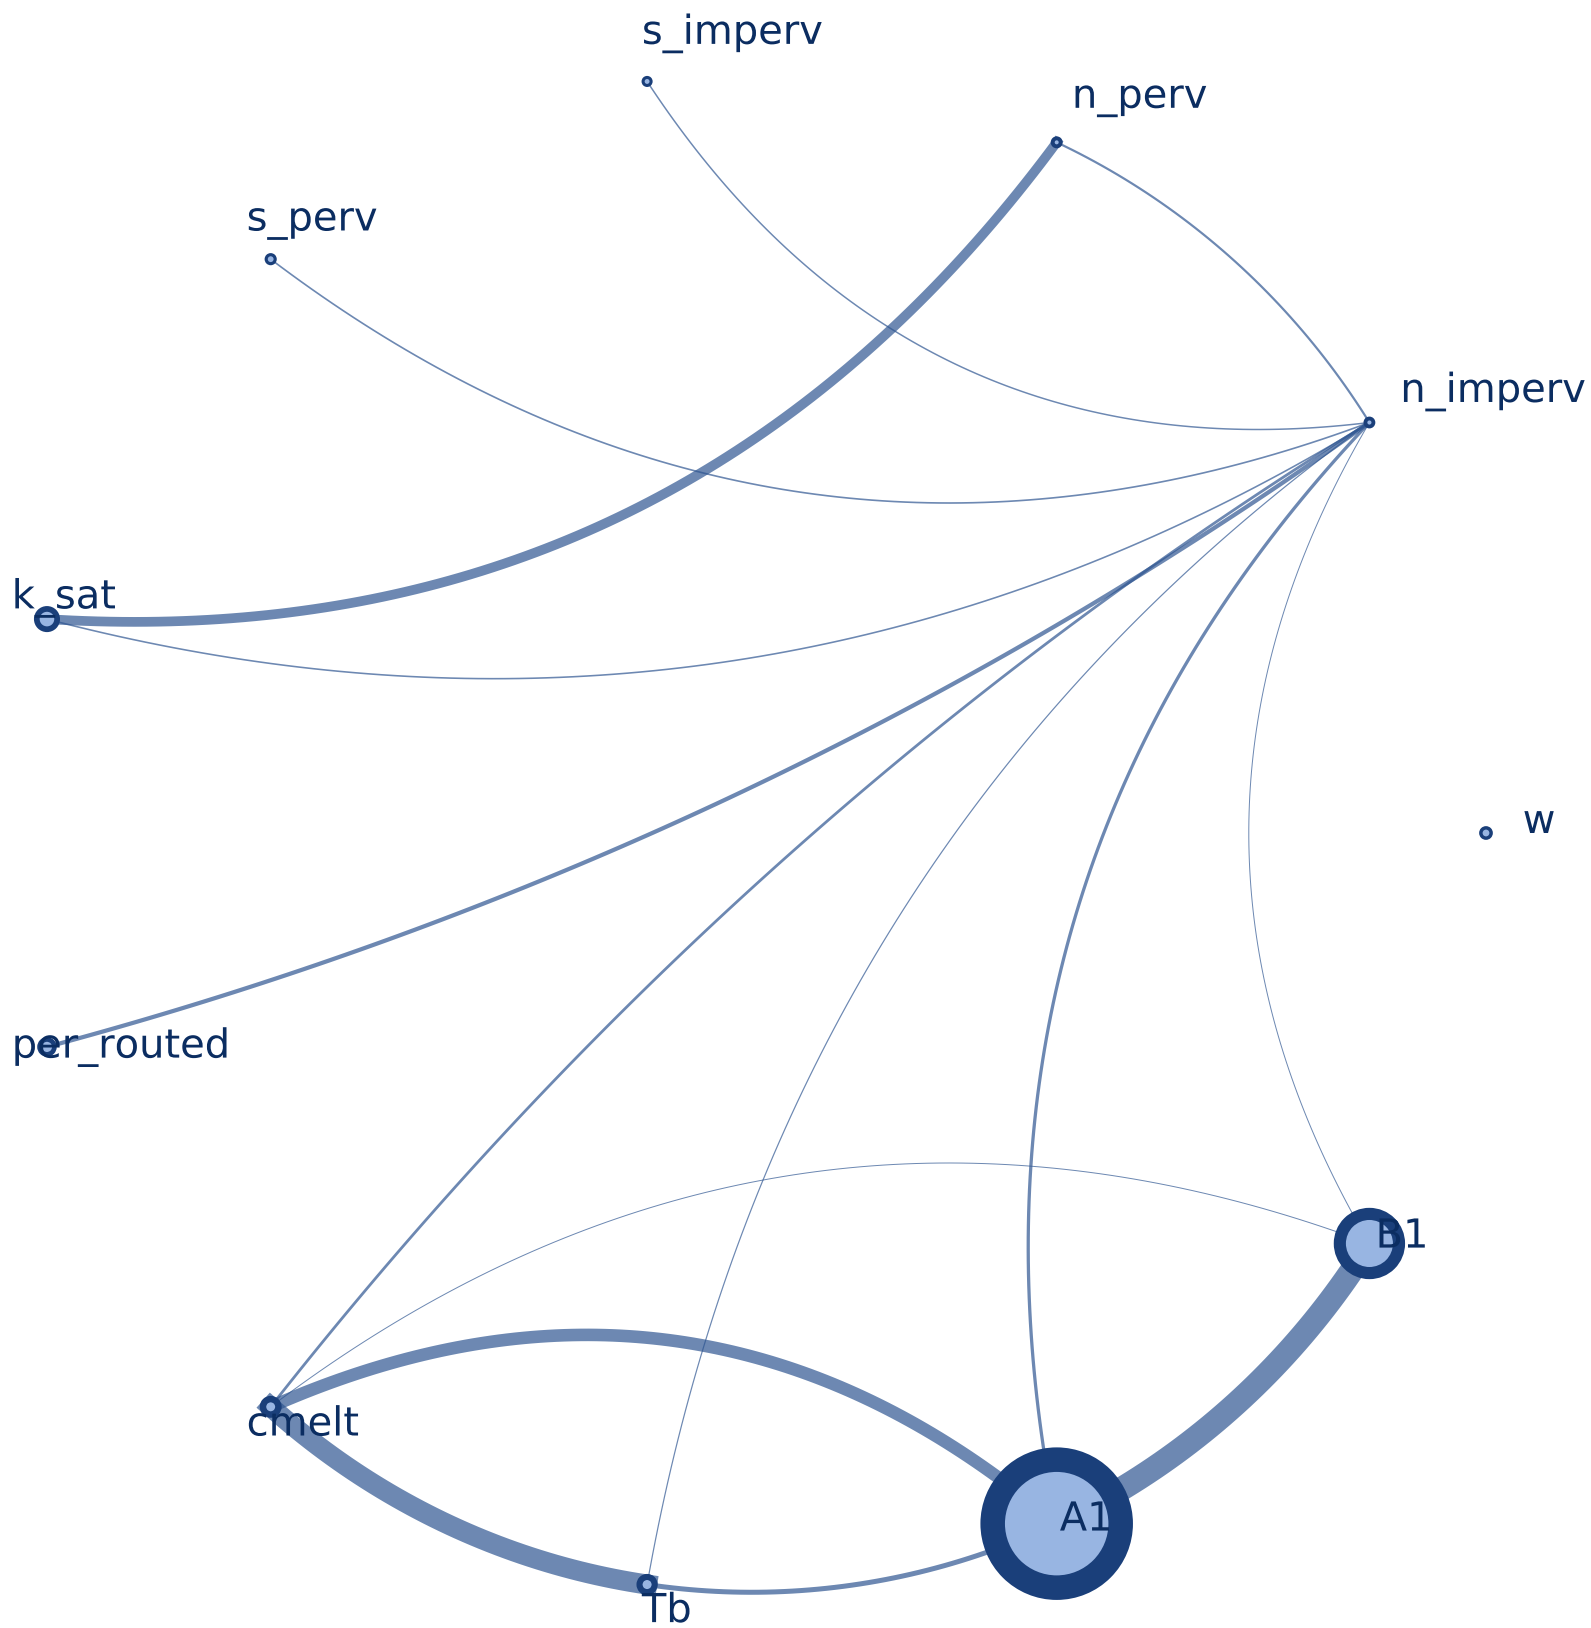 s_imperv
n_perv
s_perv
n_imperv
k_sat
w
per_routed
B1
cmelt
A1
Tb